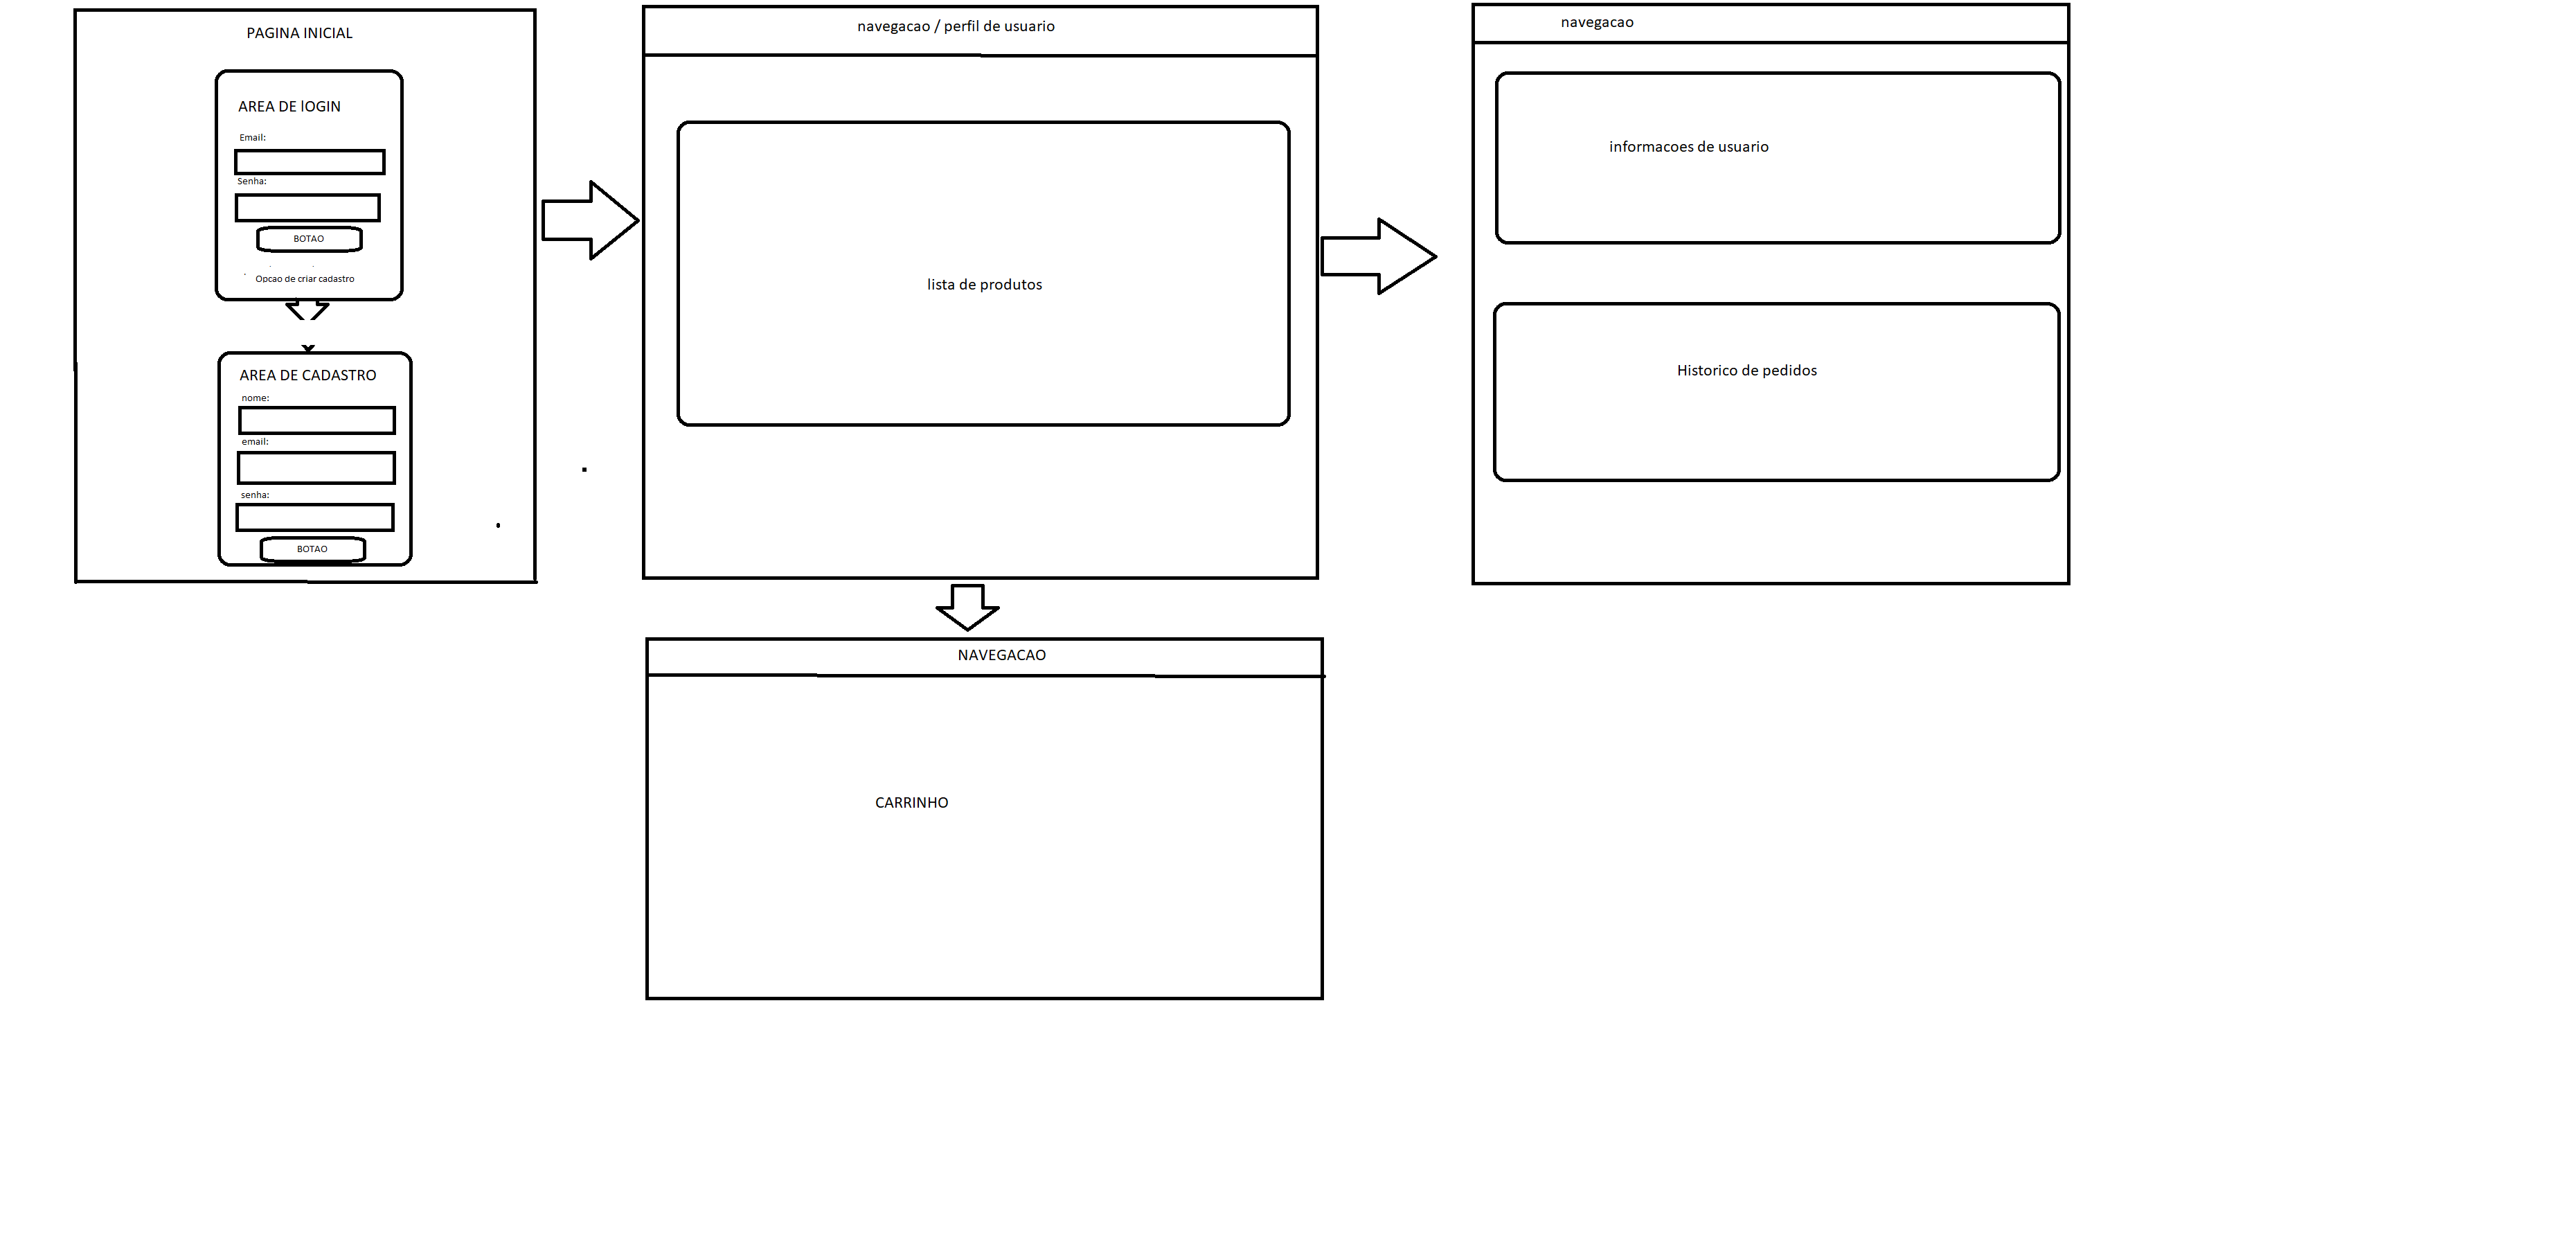 PAGINA INICIAL
AREA DE lOGIN
Email:
Senha:
BOTAO
Opcao de criar cadastro
AREA DE CADASTRO
nome:
email:
senha:
BOTAO
navegacao / perfil de usuario
lista de produtos
navegacao
informacoes de usuario
Historico de pedidos
NAVEGACAO
CARRINHO